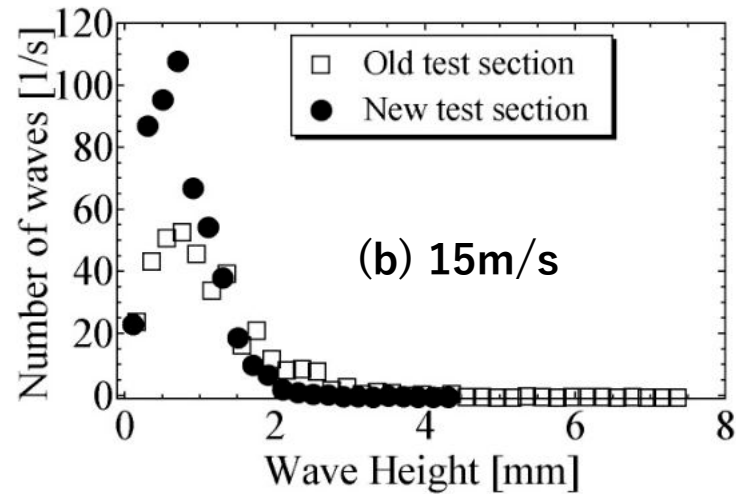 120
100
80
60
40
20
0
Number of waves [1/s]
Old test section
New test section
(b) 15m/s
0 2 4 6 8
Wave Height [mm]